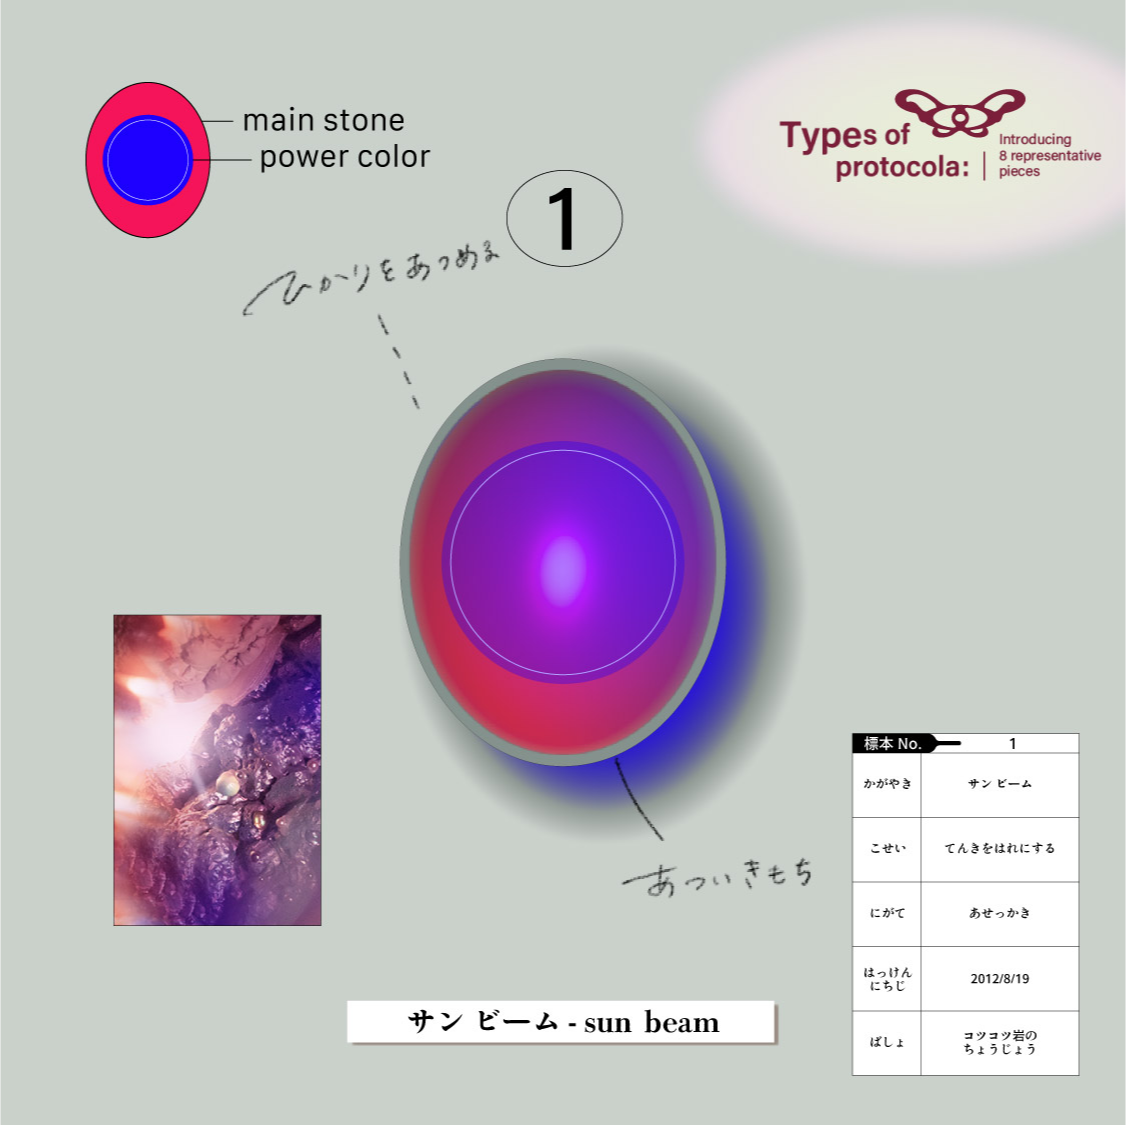 main stone
power color
Types of
protocola:
Introducing
8 representative
pieces
1
ひかりをあつめる
あついきもち
標本 No. 1
かがやき サン ビーム
こせい てんきをはれにする
にがて あせっかき
はっけん
にちじ
2012/8/19
ばしょ
コツコツ岩の
ちょうじょう
サン ビーム - sun beam